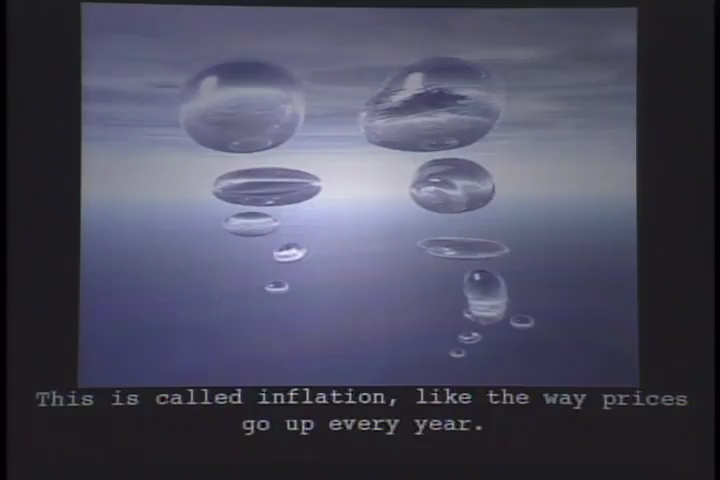 This is called inflation, like the way prices
go up every year.